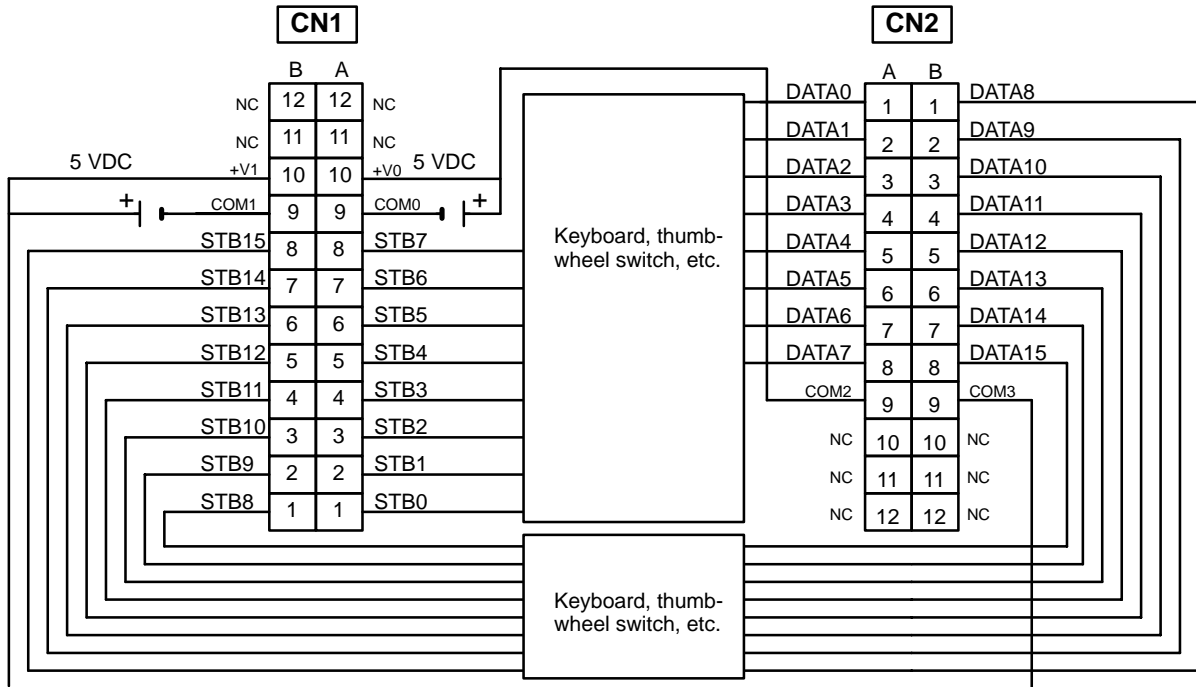 CN1 CN2
B A A B
NC 12 12 NC DATA0 1 1 DATA8
NC 11 11 NC DATA1 2 2 DATA9
5 VDC +V1 10 10 +V0 5 VDC DATA2 3 3 DATA10
+ COM1 9 9 COM0 + DATA3 4 4 DATA11
STB15 8 8 STB7 Keyboard, thumb-
wheel switch, etc. DATA4 5 5 DATA12
STB14 7 7 STB6 DATA5 6 6 DATA13
STB13 6 6 STB5 DATA6 7 7 DATA14
STB12 5 5 STB4 DATA7 8 8 DATA15
STB11 4 4 STB3 COM2 9 9 COM3
STB10 3 3 STB2 NC 10 10 NC
STB9 2 2 STB1 NC 11 11 NC
STB8 1 1 STB0 NC 12 12 NC
Keyboard, thumb-
wheel switch, etc.